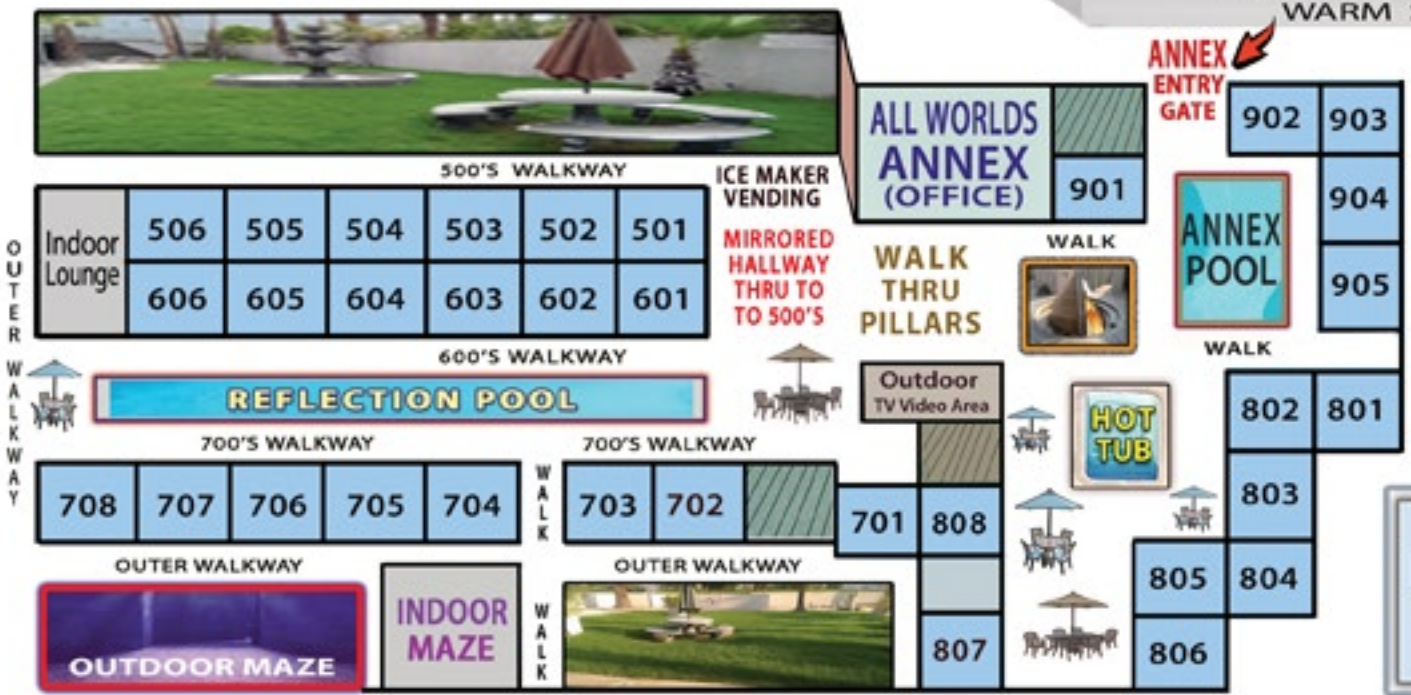 WARM
ANNEX
ENTRY
GATE
902 903
ALL WORLDS
ANNEX
(OFFICE)
901
904
ANNEX
POOL
905
500'S WALKWAY
ICE MAKER
VENDING
Indoor
Lounge
506 505 504 503 502 501
606 605 604 603 602 601
MIRRORED
HALLWAY
THRU TO
TO 500'S
WALK
THRU
PILLARS
WALK
OUTER WALKWAY
600'S WALKWAY
WALK
REFLECTION POOL
Outdoor
TV Video Area
HOT
TUB
802 801
700'S WALKWAY
700'S WALKWAY
708 707 706 705 704
WALK
703 702
701 808
803
OUTER WALKWAY
OUTER WALKWAY
805 804
OUTDOOR MAZE
INDOOR
MAZE
WALK
807
806